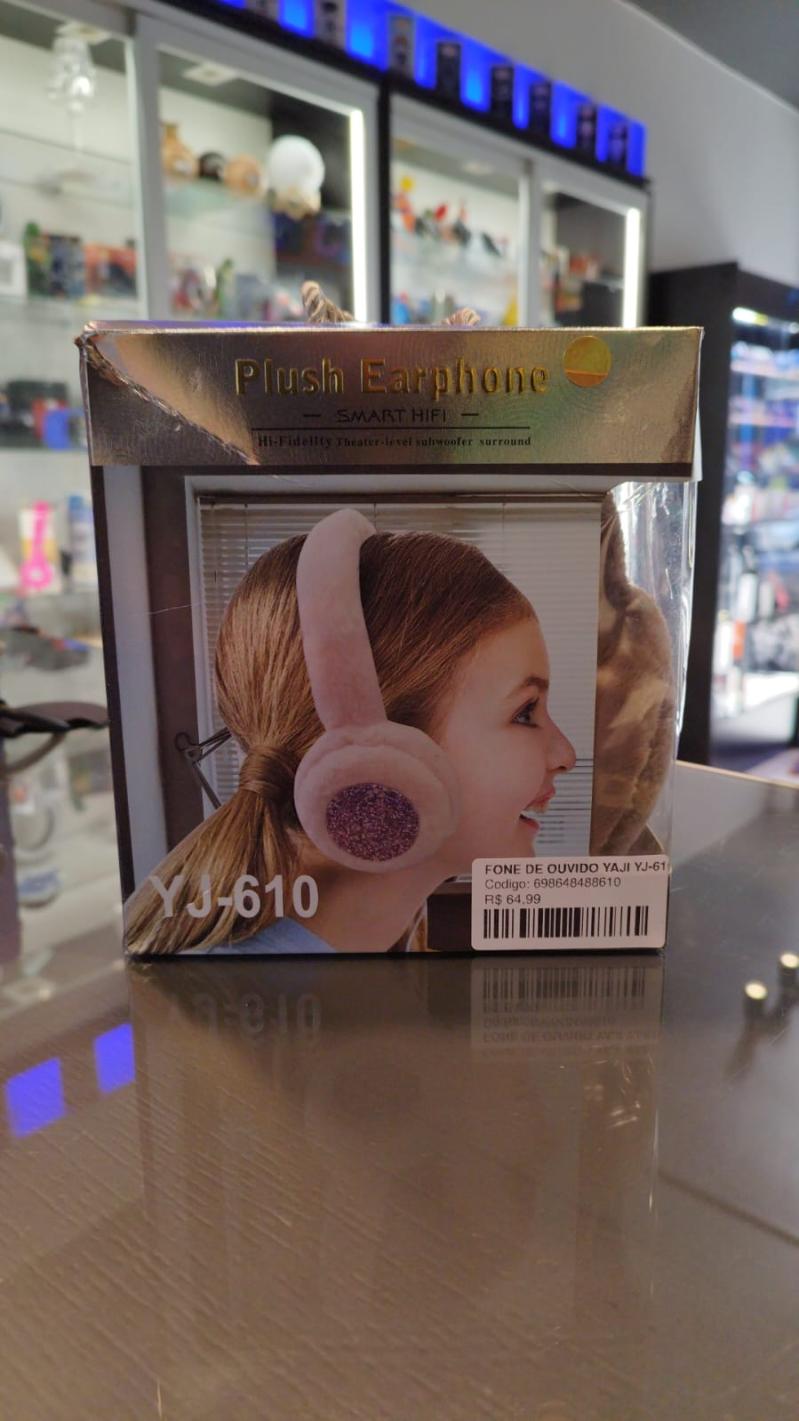 Plush Earphone
— SMART HIFI —
Hi-Fidelity Theater-level subwoofer surround
YJ-610
FONE DE OUVIDO YAJI YJ-61
Codigo: 698648488610
R$ 64,99